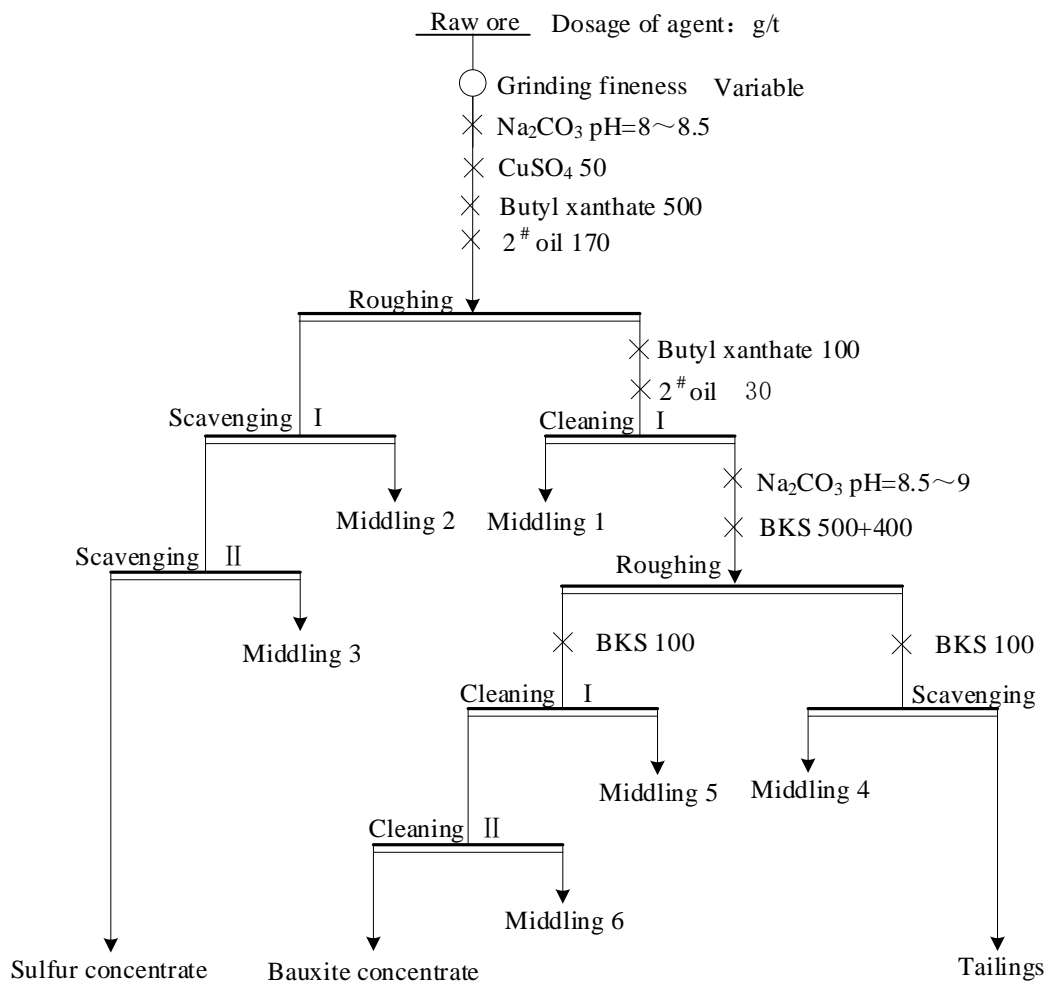 Raw ore Dosage of agent：g/t
Grinding fineness Variable
Na₂CO₃ pH=8～8.5
CuSO₄ 50
Butyl xanthate 500
2# oil 170
Roughing
Butyl xanthate 100
2# oil 30
Scavenging Ⅰ
Cleaning Ⅰ
Na₂CO₃ pH=8.5～9
Middling 2
Middling 1
BKS 500+400
Scavenging Ⅱ
Roughing
Middling 3
BKS 100
BKS 100
Cleaning Ⅰ
Scavenging
Middling 5
Middling 4
Cleaning Ⅱ
Middling 6
Sulfur concentrate
Bauxite concentrate
Tailings